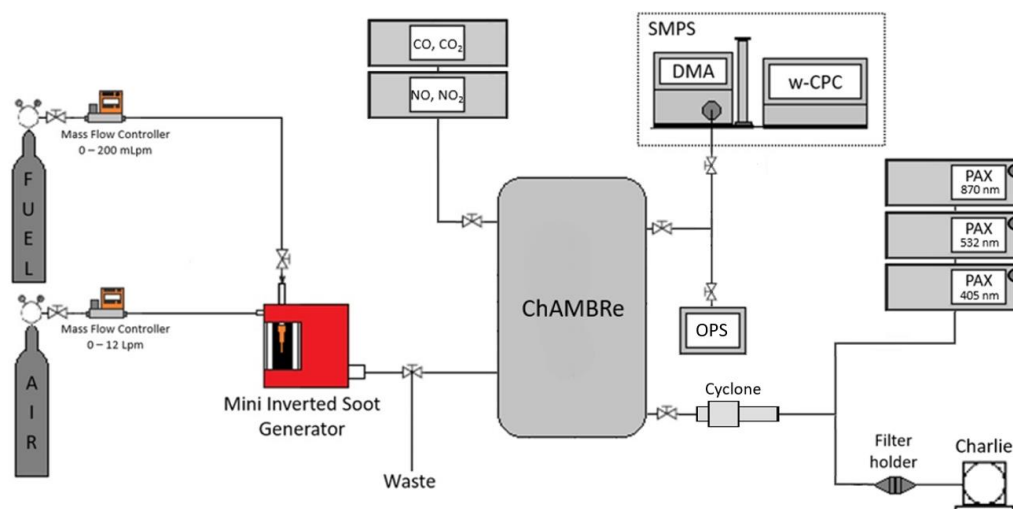 SMPS
CO, CO₂
NO, NO₂
DMA
w-CPC
Mass Flow Controller
0 – 200 mLpm
FUEL
PAX
870 nm
PAX
532 nm
PAX
405 nm
ChAMBRe
OPS
Mass Flow Controller
0 – 12 Lpm
AIR
Mini Inverted Soot
Generator
Waste
Cyclone
Filter
holder
Charlie